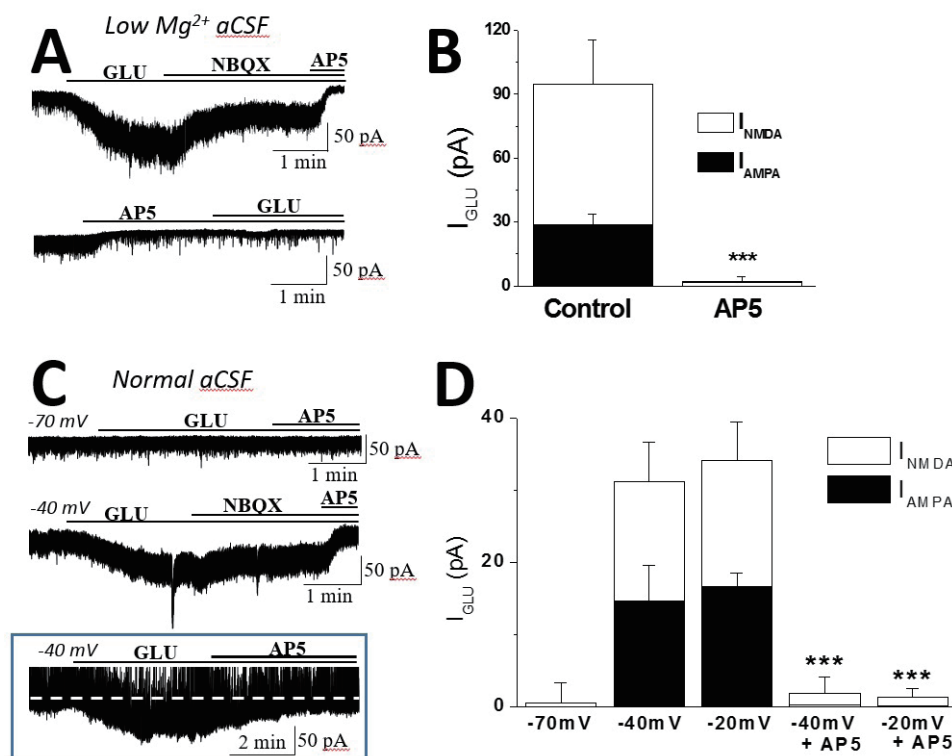 A
Low Mg²⁺ aCSF
GLU
NBQX
AP5
50 pA
1 min
AP5
GLU
50 pA
1 min
B
I_GLU (pA)
120
90
60
30
0
I_NMDA
I_AMPA
***
Control
AP5
C
Normal aCSF
-70 mV
GLU
AP5
50 pA
1 min
-40 mV
GLU
NBQX
AP5
50 pA
1 min
-40 mV
GLU
AP5
2 min
50 pA
D
I_GLU (pA)
40
20
0
I_NMDA
I_AMPA
***
***
-70mV
-40mV
-20mV
-40mV
+ AP5
-20mV
+ AP5